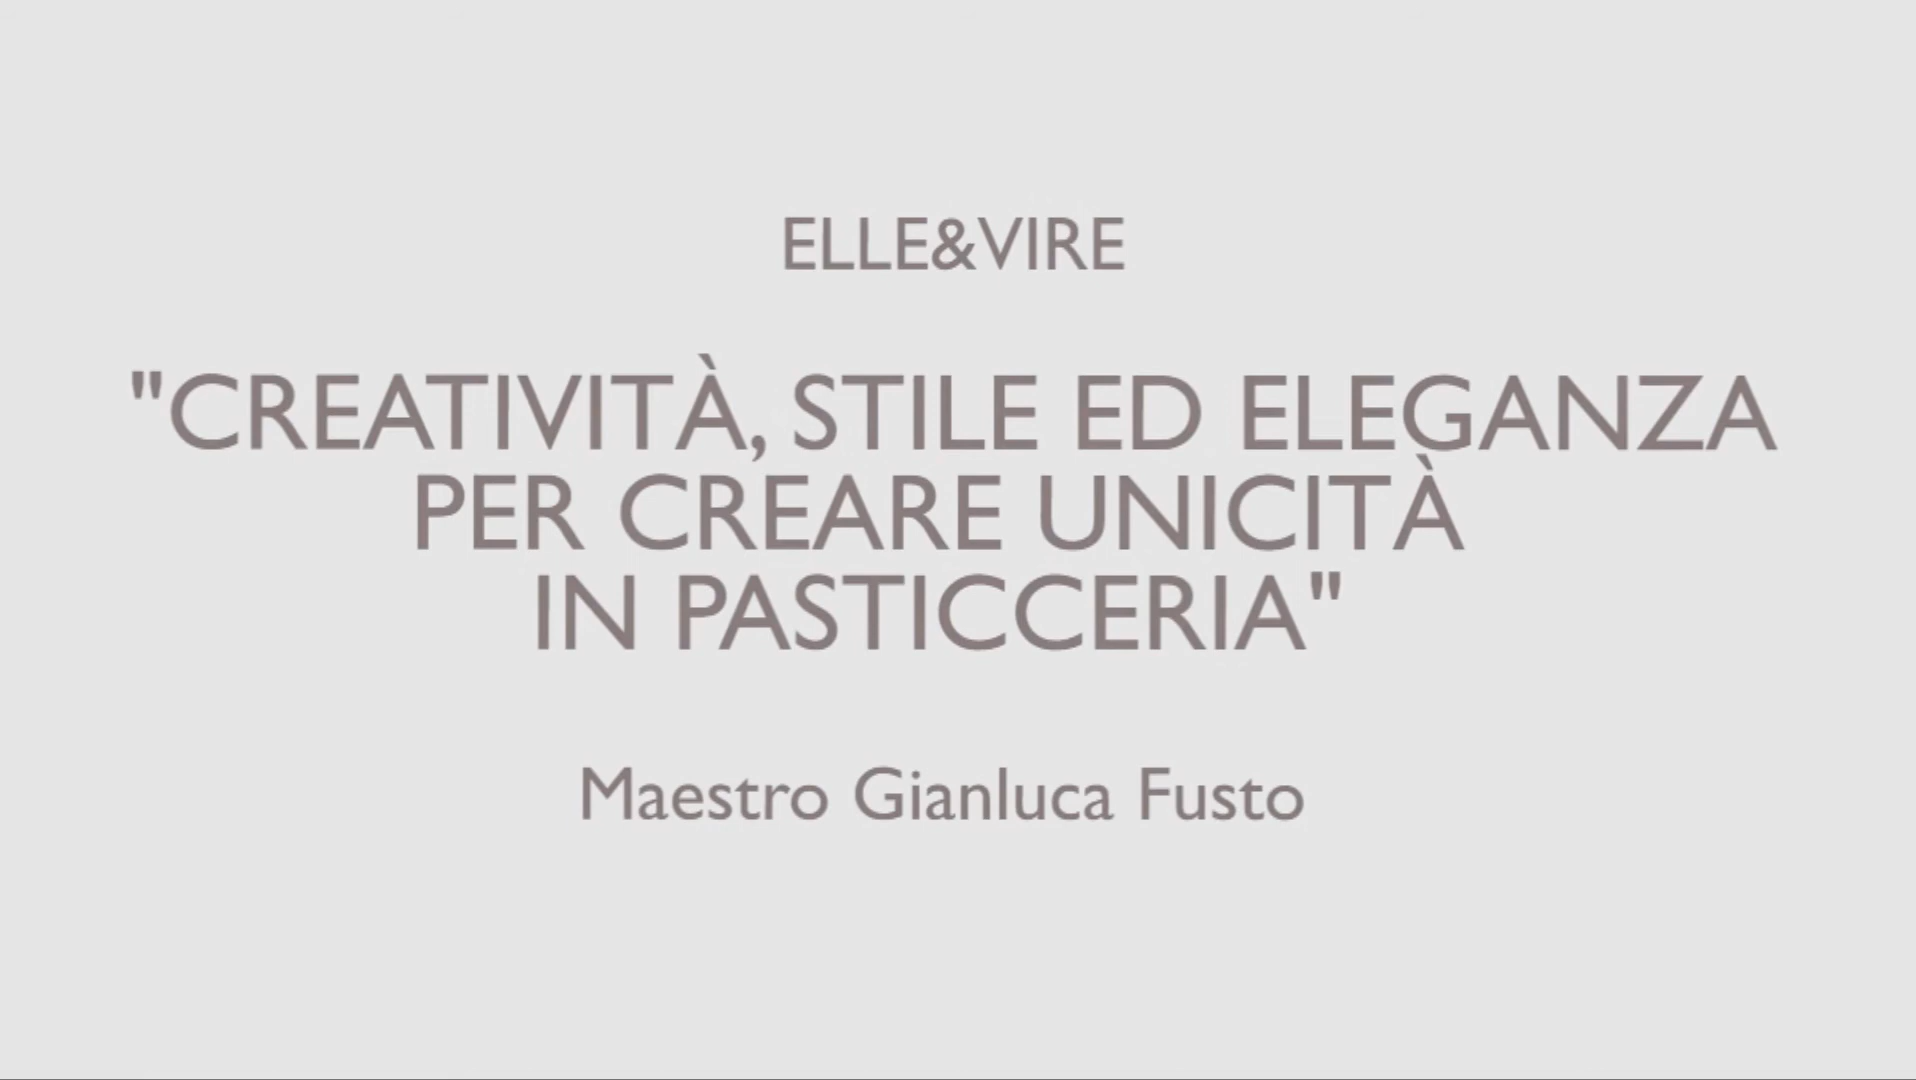 ELLE&VIRE
"CREATIVITÀ, STILE ED ELEGANZA
PER CREARE UNICITÀ
IN PASTICCERIA"
Maestro Gianluca Fusto